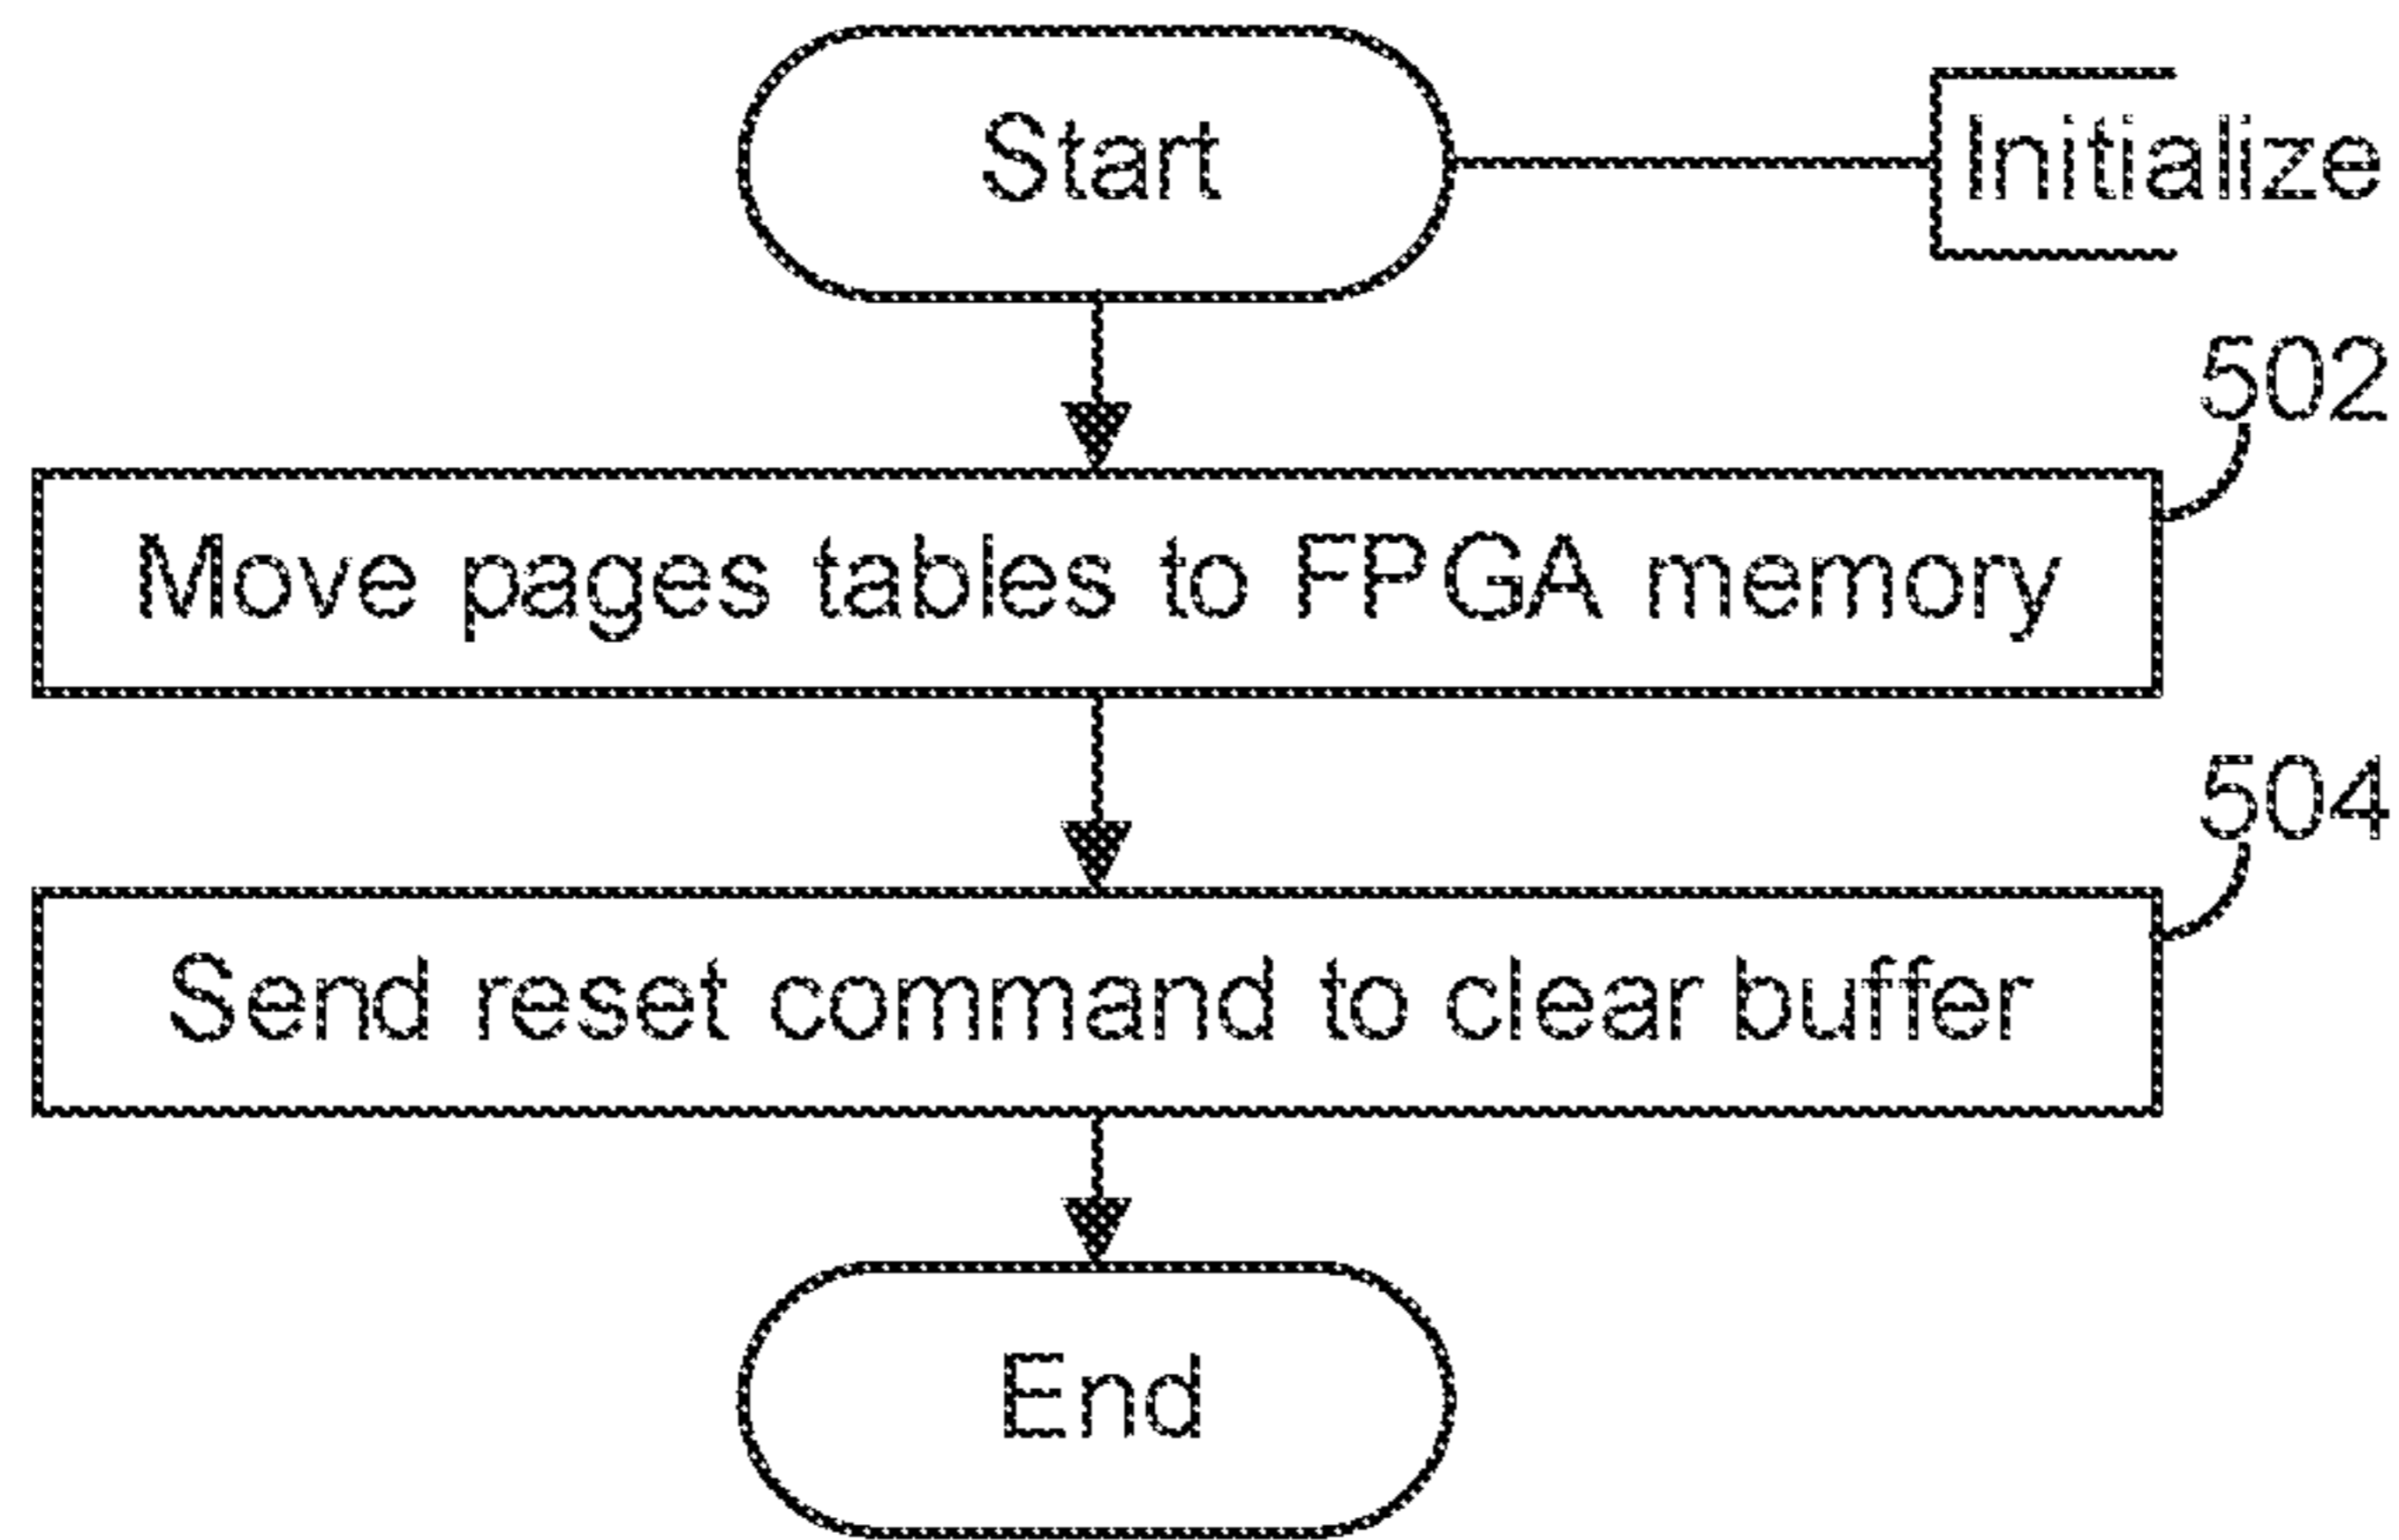 Start
Initialize
502
Move pages tables to FPGA memory
504
Send reset command to clear buffer
End